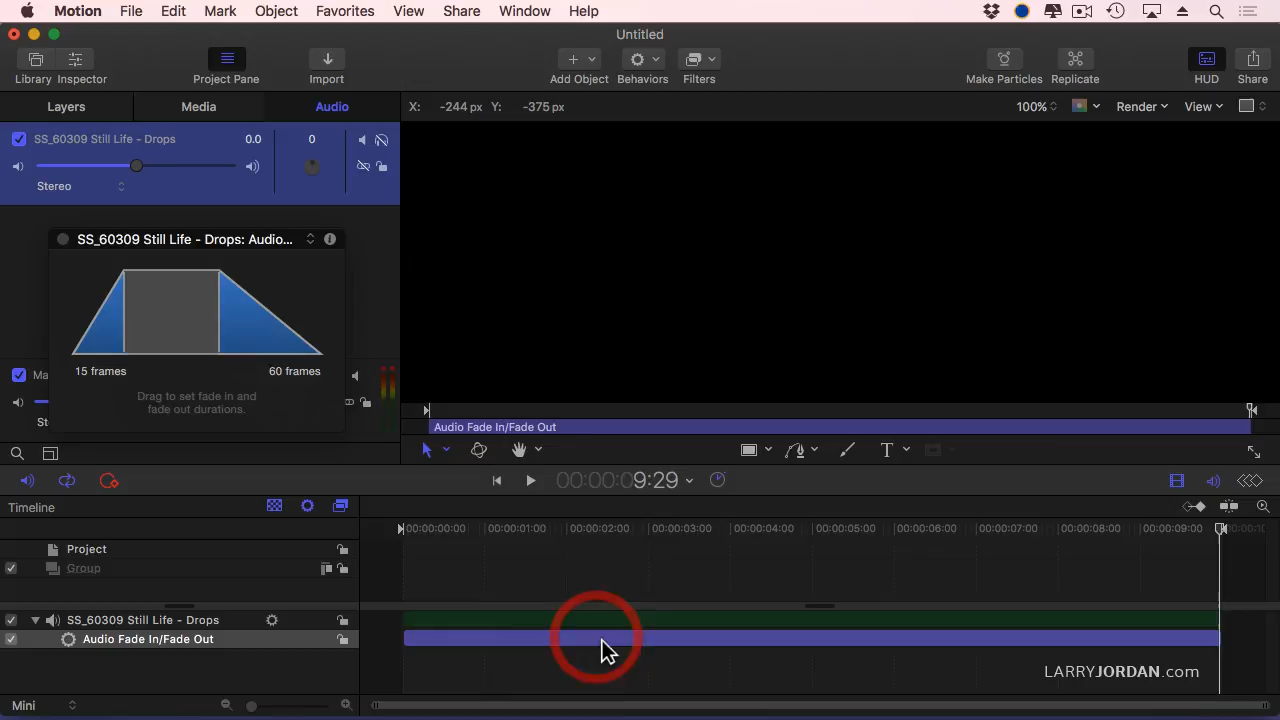 Motion File Edit Mark Object Favorites View Share Window Help
Untitled
Library Inspector Project Pane Import Add Object Behaviors Filters Make Particles Replicate HUD Share
Layers Media Audio X: -244 px Y: -375 px 100% Render View
SS_60309 Still Life - Drops 0.0 0
Stereo
SS_60309 Still Life - Drops: Audio...
15 frames 60 frames
Drag to set fade in and
fade out durations.
Audio Fade In/Fade Out
00:00:00:09:29
Timeline
00:00:00:00 00:00:01:00 00:00:02:00 00:00:03:00 00:00:04:00 00:00:05:00 00:00:06:00 00:00:07:00 00:00:08:00 00:00:09:00
Project
Group
SS_60309 Still Life - Drops
Audio Fade In/Fade Out
LARRYJORDAN.com
Mini